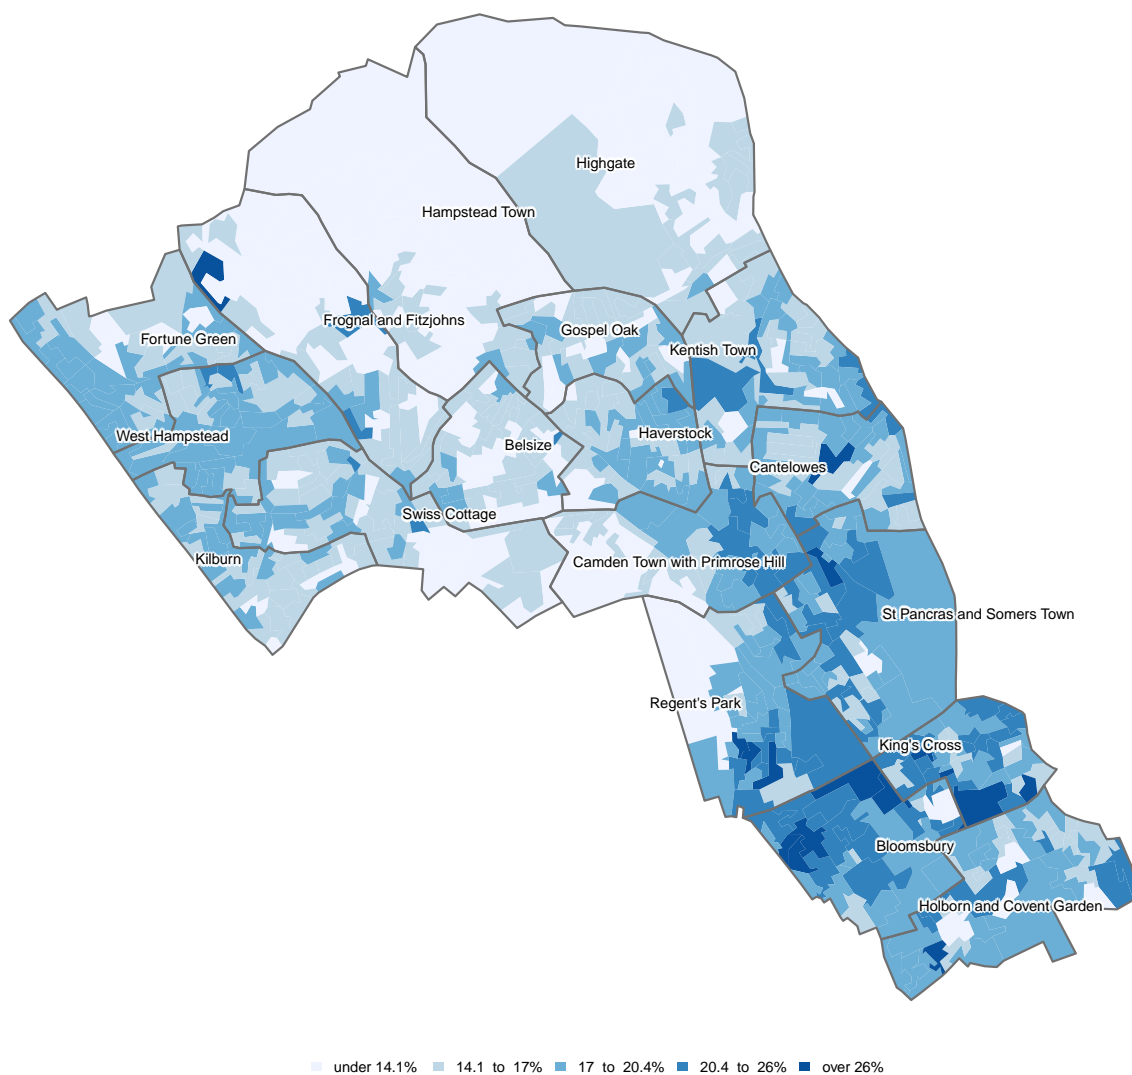 Highgate
Hampstead Town
Frognal and Fitzjohns
Gospel Oak
Fortune Green
Kentish Town
West Hampstead
Haverstock
Belsize
Cantelowes
Swiss Cottage
Kilburn
Camden Town with Primrose Hill
St Pancras and Somers Town
Regent's Park
King's Cross
Bloomsbury
Holborn and Covent Garden
under 14.1% 14.1 to 17% 17 to 20.4% 20.4 to 26% over 26%